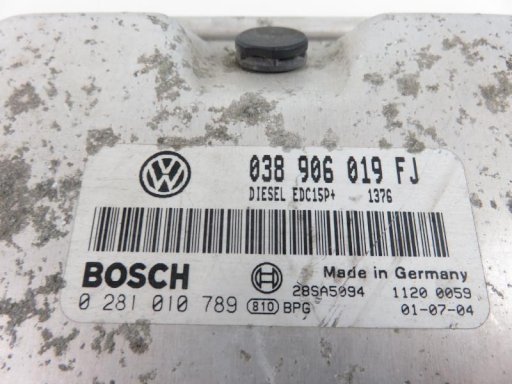 038 906 019 FJ
DIESEL EDC15P+ 1376
BOSCH
Made in Germany
28SA5094 1120 0059
0 281 010 789 810 BPG 01-07-04